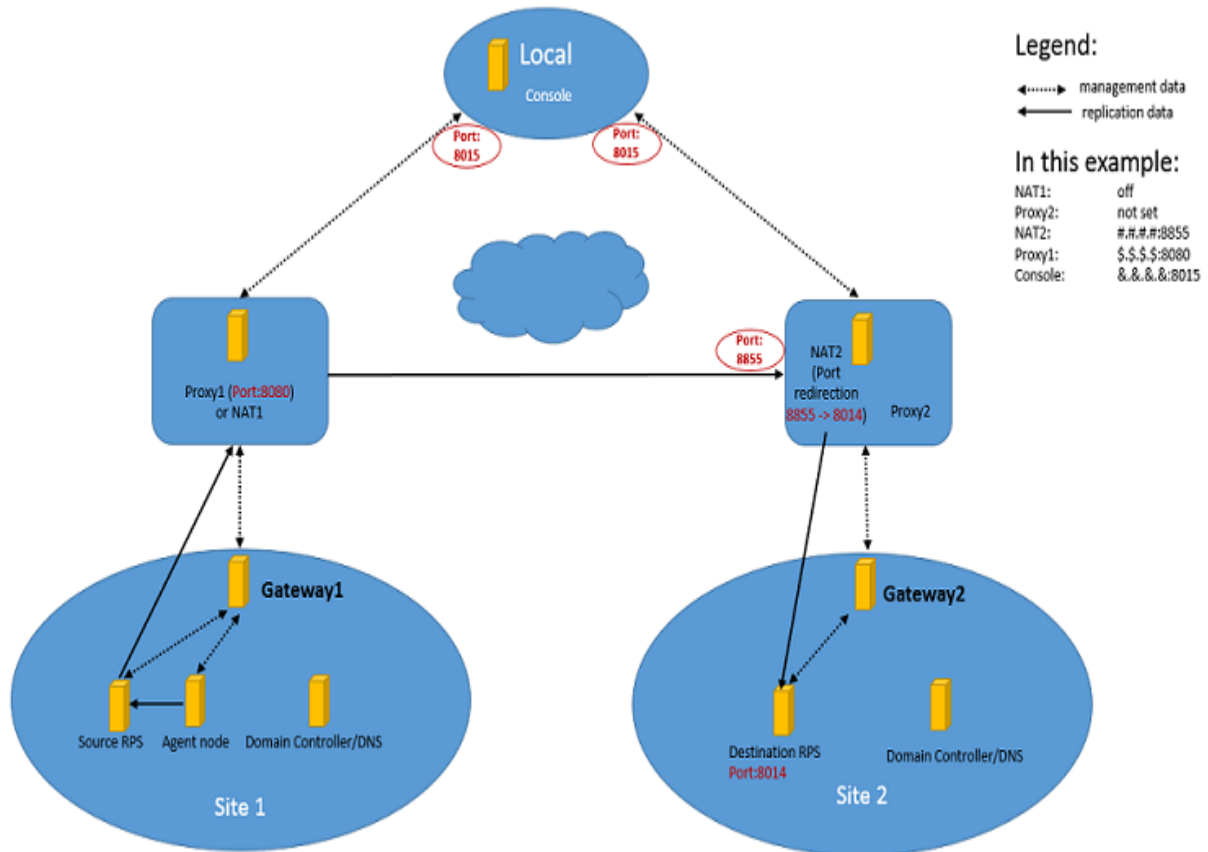 Local
Console
Port:
8015
Port:
8015
Legend:
management data
replication data
In this example:
NAT1: off
Proxy2: not set
NAT2: #.#.#.#:8855
Proxy1: $.$.$.$:8080
Console: &.&.&.&:8015
Port:
8855
Proxy1 (Port:8080)
or NAT1
NAT2
(Port
redirection
8855 -> 8014)
Proxy2
Gateway1
Source RPS
Agent node
Domain Controller/DNS
Site 1
Gateway2
Destination RPS
Port:8014
Domain Controller/DNS
Site 2